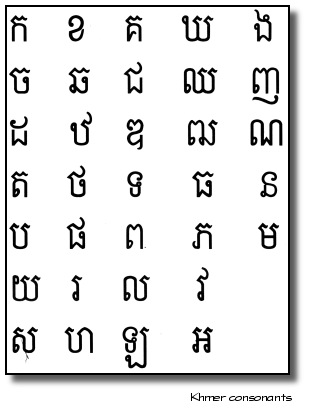 ក ខ គ ឃ ង
ច ឆ ជ ឈ ញ
ដ ឋ ឌ ឍ ណ
ត ថ ទ ធ ន
ប ផ ព ភ ម
យ រ ល វ
ស ហ ឡ អ
Khmer consonants